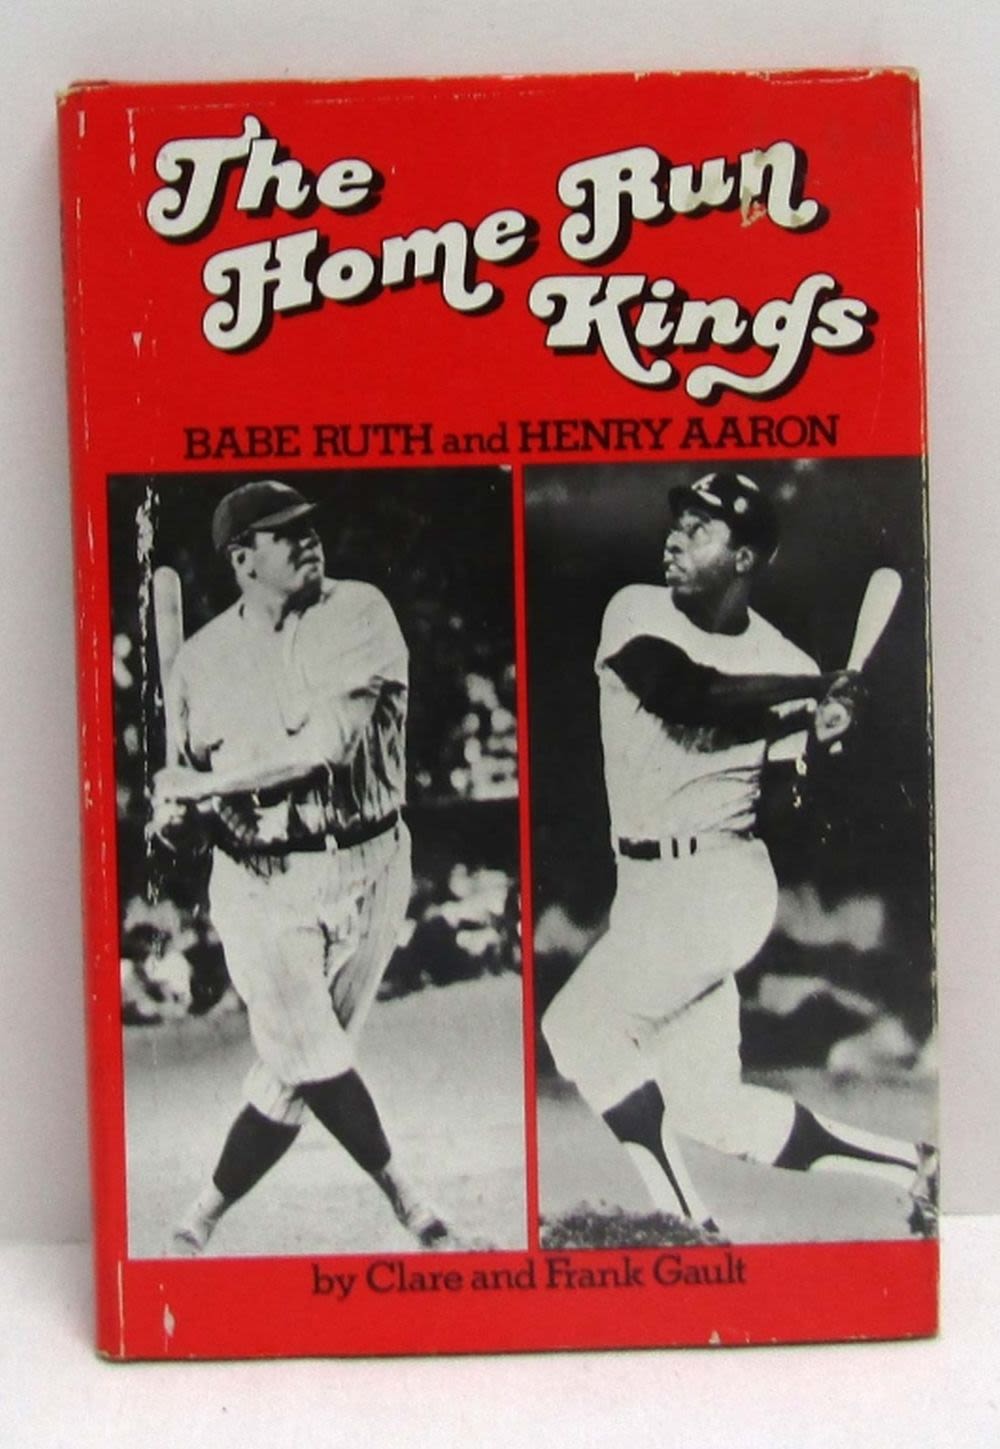 The
Home Run
Kings
BABE RUTH and HENRY AARON
A
by Clare and Frank Gault